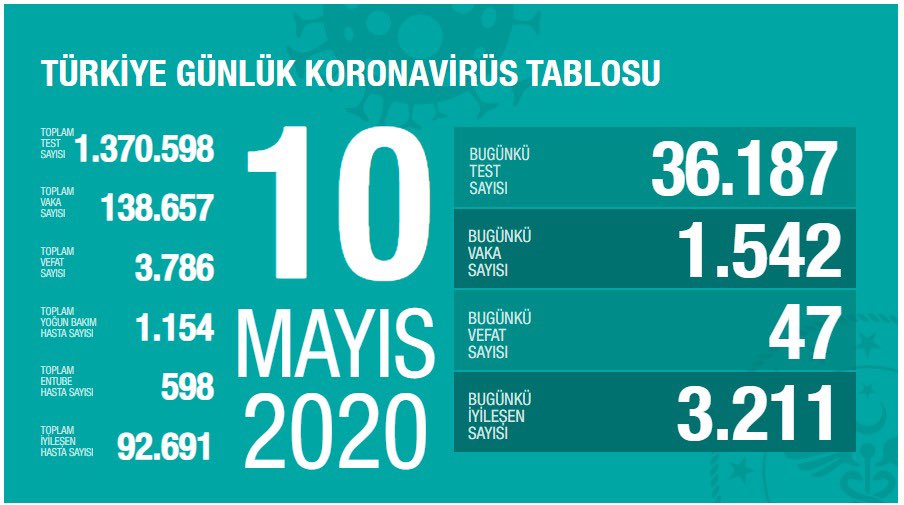 TÜRKİYE GÜNLÜK KORONAVİRÜS TABLOSU
TOPLAM
TEST
SAYISI
1.370.598
TOPLAM
VAKA
SAYISI
138.657
TOPLAM
VEFAT
SAYISI
3.786
TOPLAM
YOĞUN BAKIM
HASTA SAYISI
1.154
TOPLAM
ENTUBE
HASTA SAYISI
598
TOPLAM
İYİLEŞEN
HASTA SAYISI
92.691
10
MAYIS
2020
BUGÜNKÜ
TEST
SAYISI
36.187
BUGÜNKÜ
VAKA
SAYISI
1.542
BUGÜNKÜ
VEFAT
SAYISI
47
BUGÜNKÜ
İYİLEŞEN
SAYISI
3.211